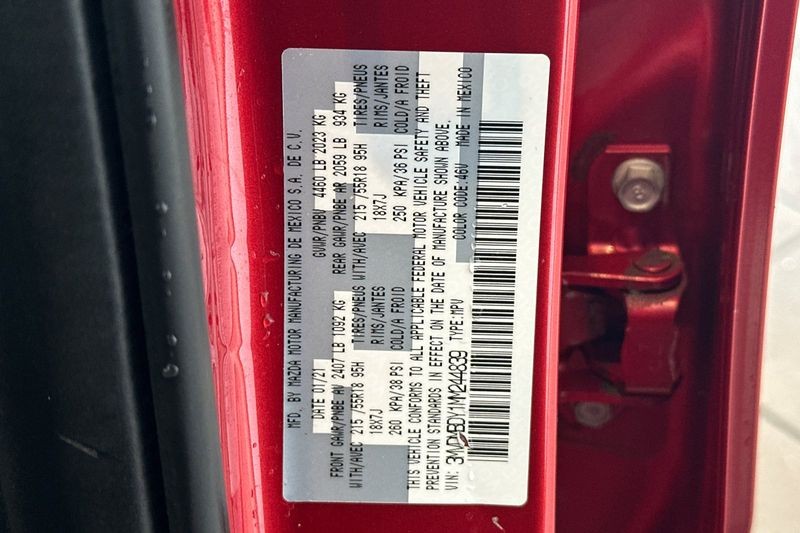 MFD. BY MAZDA MOTOR MANUFACTURING DE MEXICO S.A. DE C.V.
DATE 01/21 GVWR/PNBV 4460 LB 2023 KG
FRONT GAWR/PNBE AV 2407 LB 1092 KG REAR GAWR/PNBE AR 2059 LB 934 KG
WITH/AVEC 215/55R18 95H TIRES/PNEUS WITH/AVEC 215/55R18 95H TIRES/PNEUS
18X7J RIMS/JANTES 18X7J RIMS/JANTES
260 KPA/38 PSI COLD/A FROID 250 KPA/36 PSI COLD/A FROID
THIS VEHICLE CONFORMS TO ALL APPLICABLE FEDERAL MOTOR VEHICLE SAFETY AND THEFT
PREVENTION STANDARDS IN EFFECT ON THE DATE OF MANUFACTURE SHOWN ABOVE.
VIN: 3MVDMBDY1MM244839 TYPE:MPV COLOR CODE:46V MADE IN MEXICO